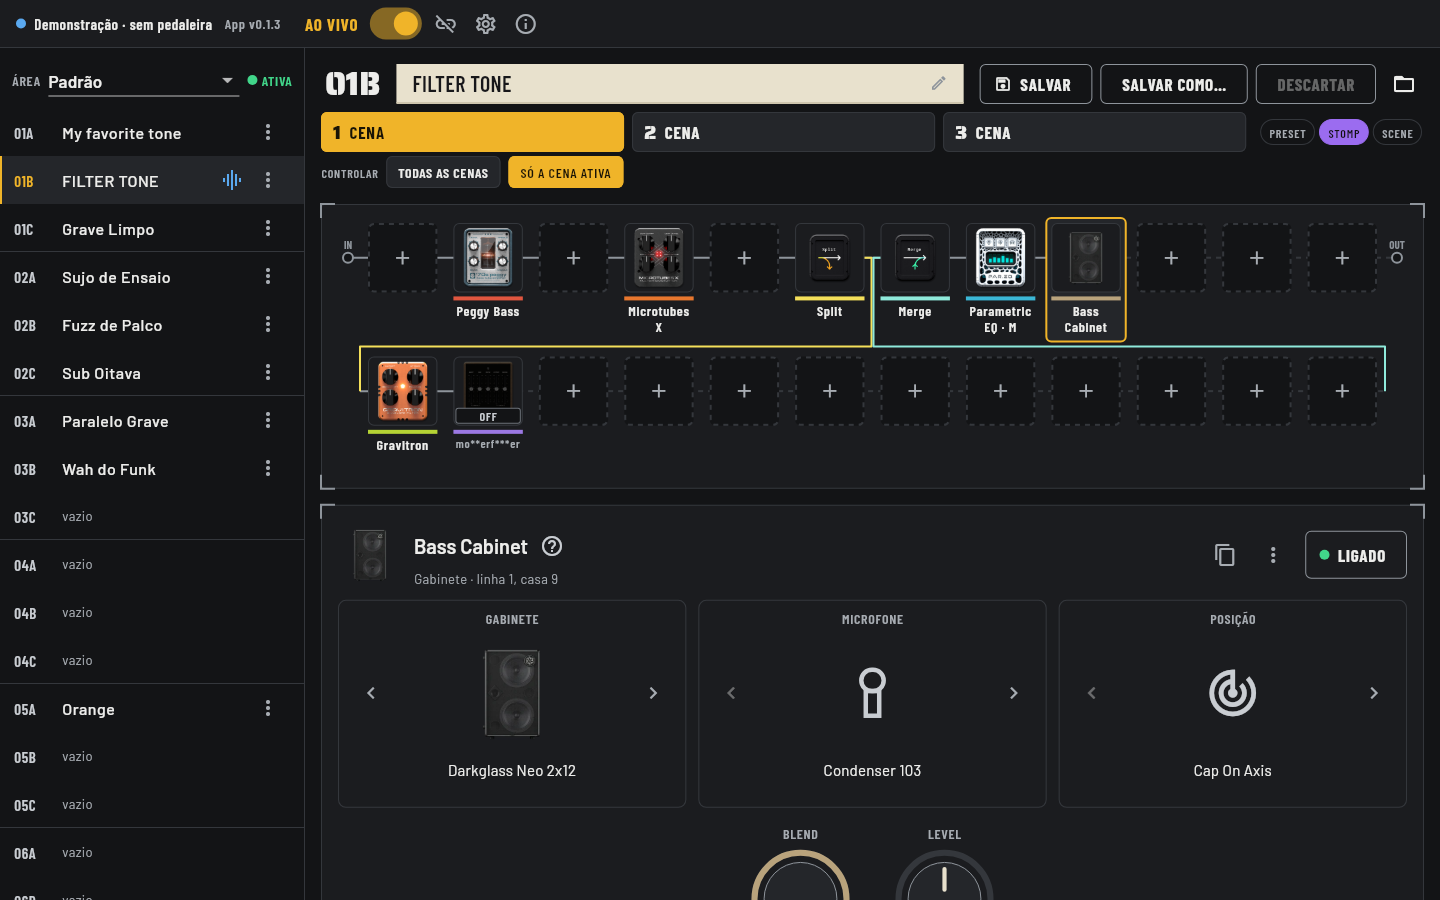 Demonstração · sem pedaleira App v0.1.3 AO VIVO
ÁREA Padrão ATIVA
01B FILTER TONE SALVAR SALVAR COMO... DESCARTAR
1 CENA 2 CENA 3 CENA PRESET STOMP SCENE
CONTROLAR TODAS AS CENAS SÓ A CENA ATIVA
01A My favorite tone
01B FILTER TONE
01C Grave Limpo
02A Sujo de Ensaio
02B Fuzz de Palco
02C Sub Oitava
03A Paralelo Grave
03B Wah do Funk
03C vazio
04A vazio
04B vazio
04C vazio
05A Orange
05B vazio
05C vazio
06A vazio
IN OUT
Split Merge
PAR.EQ
Peggy Bass
Microtubes X
Split
Merge
Parametric EQ · M
Bass Cabinet
OFF
Gravitron
mo**erf***er
Bass Cabinet
Gabinete · linha 1, casa 9
LIGADO
GABINETE MICROFONE POSIÇÃO
Darkglass Neo 2x12 Condenser 103 Cap On Axis
BLEND LEVEL